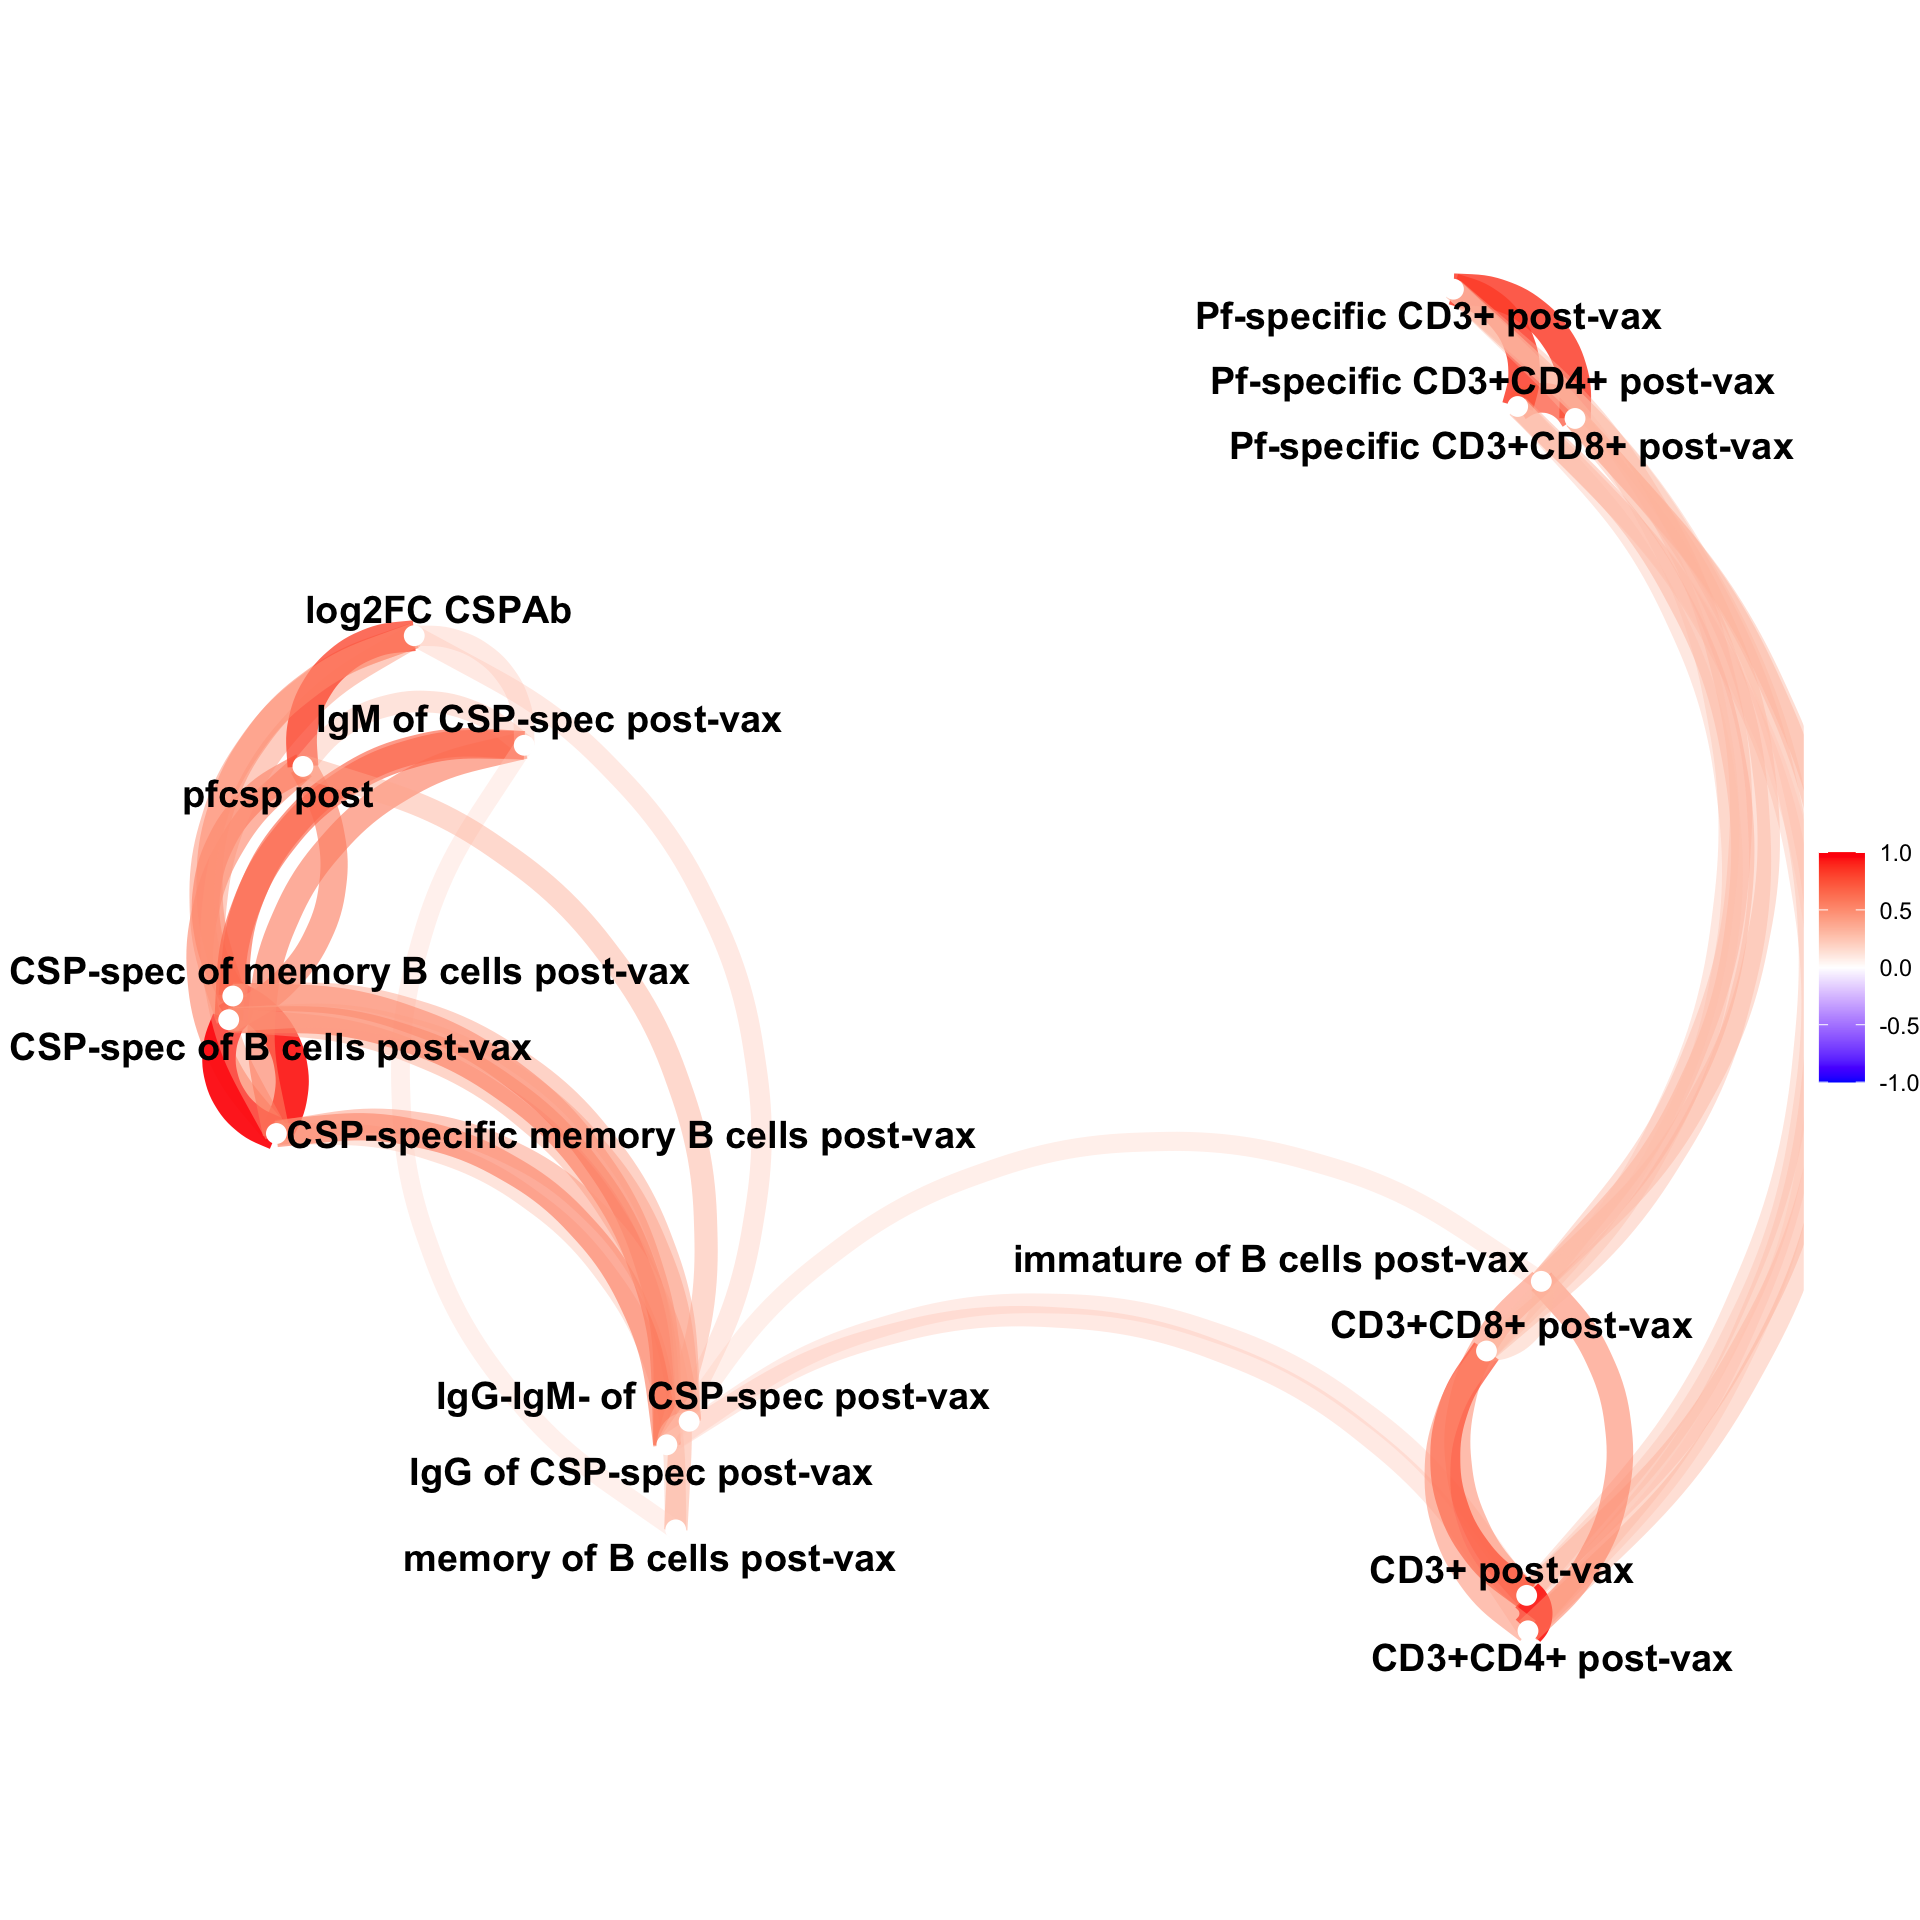 Pf-specific CD3+ post-vax
Pf-specific CD3+CD4+ post-vax
Pf-specific CD3+CD8+ post-vax
log2FC CSPAb
IgM of CSP-spec post-vax
pfcsp post
CSP-spec of memory B cells post-vax
CSP-spec of B cells post-vax
CSP-specific memory B cells post-vax
immature of B cells post-vax
CD3+CD8+ post-vax
IgG-IgM- of CSP-spec post-vax
IgG of CSP-spec post-vax
memory of B cells post-vax
CD3+ post-vax
CD3+CD4+ post-vax
1.0
0.5
0.0
-0.5
-1.0